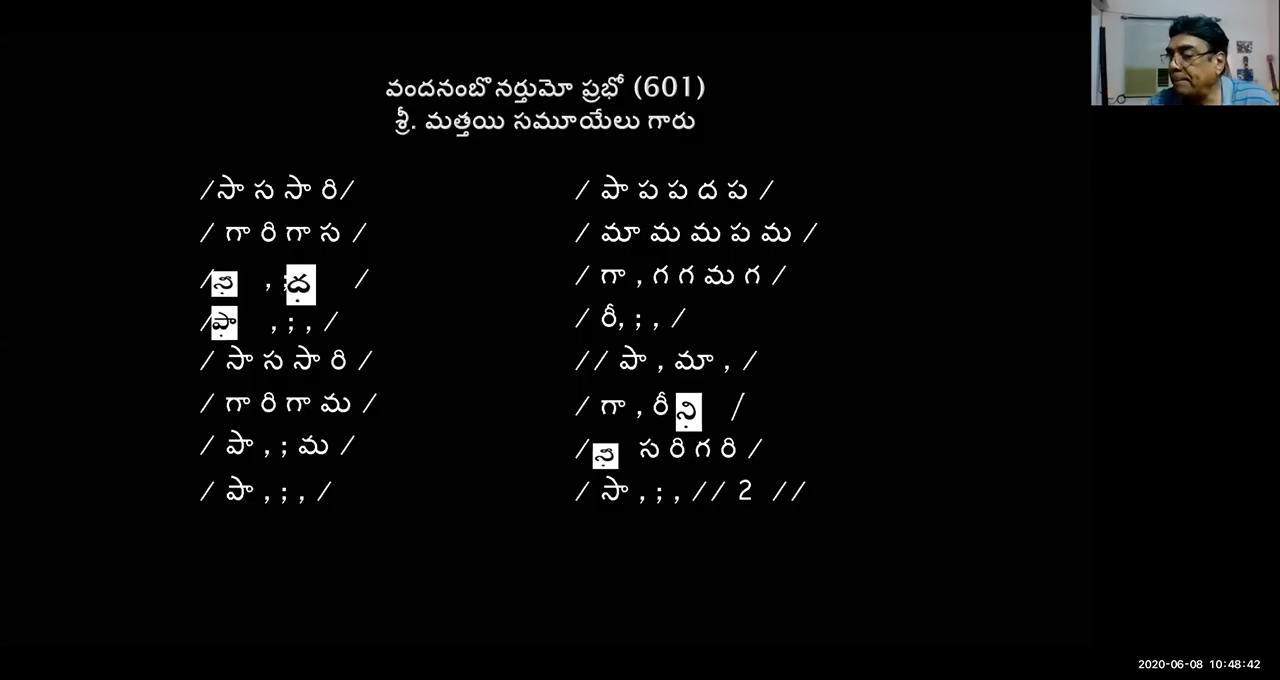 వందనంబొనర్తుమో ప్రభో (601)
శ్రీ. మత్తయి సమూయేలు గారు
/సా స సా రి/
/ గా రి గా స /
/నీ̣ , ;ద̣ /
/పా̣ , ; , /
/ సా స సా రి /
/ గా రి గా మ /
/ పా , ; మ /
/ పా , ; , /
/ పా ప ప ద ప /
/ మా మ మ ప మ /
/ గా , గ గ మ గ /
/ రీ, ; , /
// పా , మా , /
/ గా , రీ ని̣ /
/ నీ̣ స రి గ రి /
/ సా , ; , // 2 //
2020-06-08 10:48:42